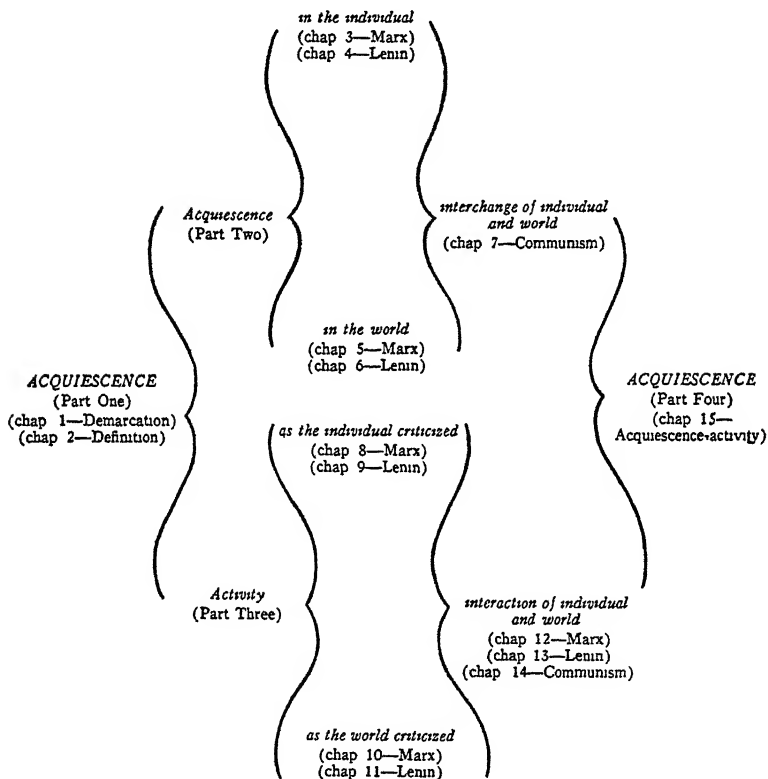 in the individual
(chap 3—Marx)
(chap 4—Lenin)
Acquiescence
(Part Two)
interchange of individual
and world
(chap 7—Communism)
in the world
(chap 5—Marx)
(chap 6—Lenin)
ACQUIESCENCE
(Part One)
(chap 1—Demarcation)
(chap 2—Definition)
ACQUIESCENCE
(Part Four)
(chap 15—
Acquiescence-activity)
as the individual criticized
(chap 8—Marx)
(chap 9—Lenin)
Activity
(Part Three)
interaction of individual
and world
(chap 12—Marx)
(chap 13—Lenin)
(chap 14—Communism)
as the world criticized
(chap 10—Marx)
(chap 11—Lenin)